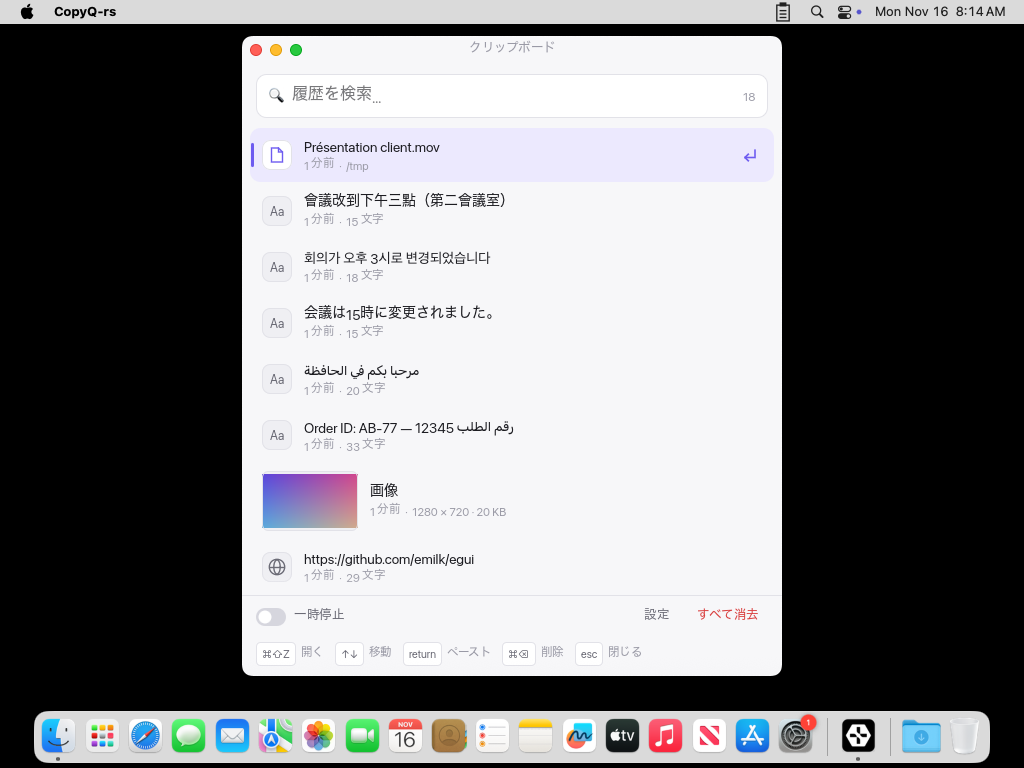 CopyQ-rs
Mon Nov 16 8:14 AM
クリップボード
履歴を検索...
18
Présentation client.mov
1 分前 · /tmp
Aa
會議改到下午三點（第二會議室）
1 分前 · 15 文字
Aa
회의가 오후 3시로 변경되었습니다
1 分前 · 18 文字
Aa
会議は15時に変更されました。
1 分前 · 15 文字
Aa
مرحبا بكم في الحافظة
1 分前 · 20 文字
Aa
Order ID: AB-77 — 12345 رقم الطلب
1 分前 · 33 文字
画像
1 分前 · 1280 × 720 · 20 KB
https://github.com/emilk/egui
1 分前 · 29 文字
一時停止
設定
すべて消去
⌘⇧Z 開く ↑↓ 移動 return ペースト ⌘⌫ 削除 esc 閉じる
NOV
16
tv
1